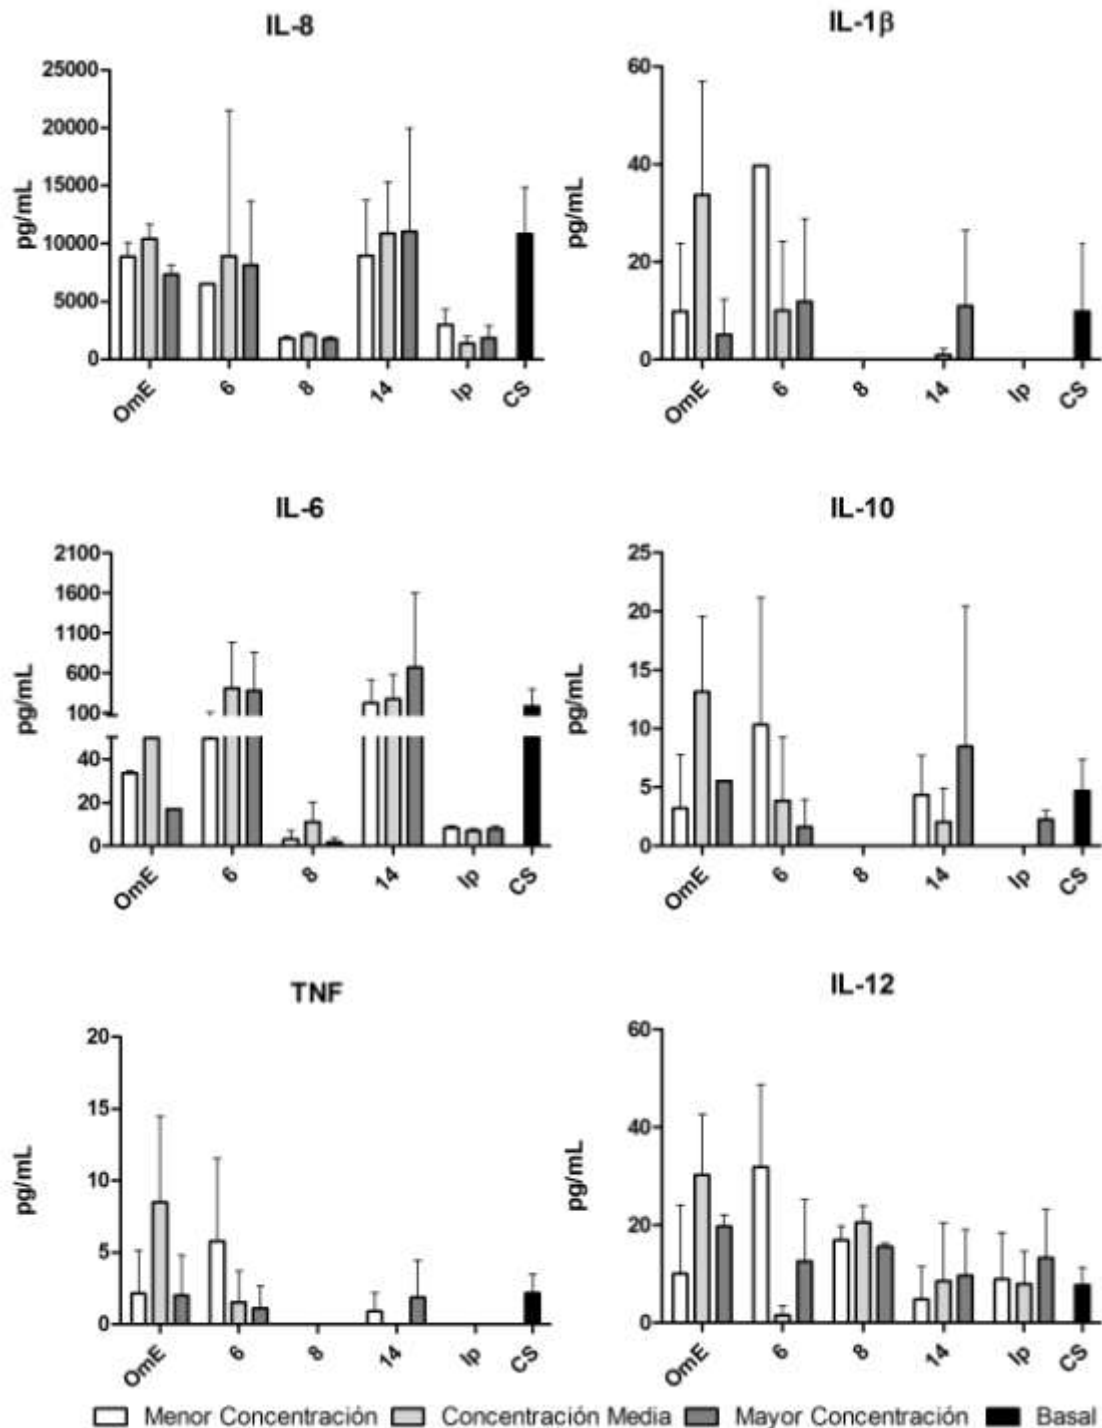 IL-8
pg/mL
25000
20000
15000
10000
5000
0
OmE 6 8 14 Ip CS
IL-1β
pg/mL
60
40
20
0
OmE 6 8 14 Ip CS
IL-6
pg/mL
2100
1600
1100
600
100
40
20
0
OmE 6 8 14 Ip CS
IL-10
pg/mL
25
20
15
10
5
0
OmE 6 8 14 Ip CS
TNF
pg/mL
20
15
10
5
0
OmE 6 8 14 Ip CS
IL-12
pg/mL
60
40
20
0
OmE 6 8 14 Ip CS
Menor Concentración Concentración Media Mayor Concentración Basal